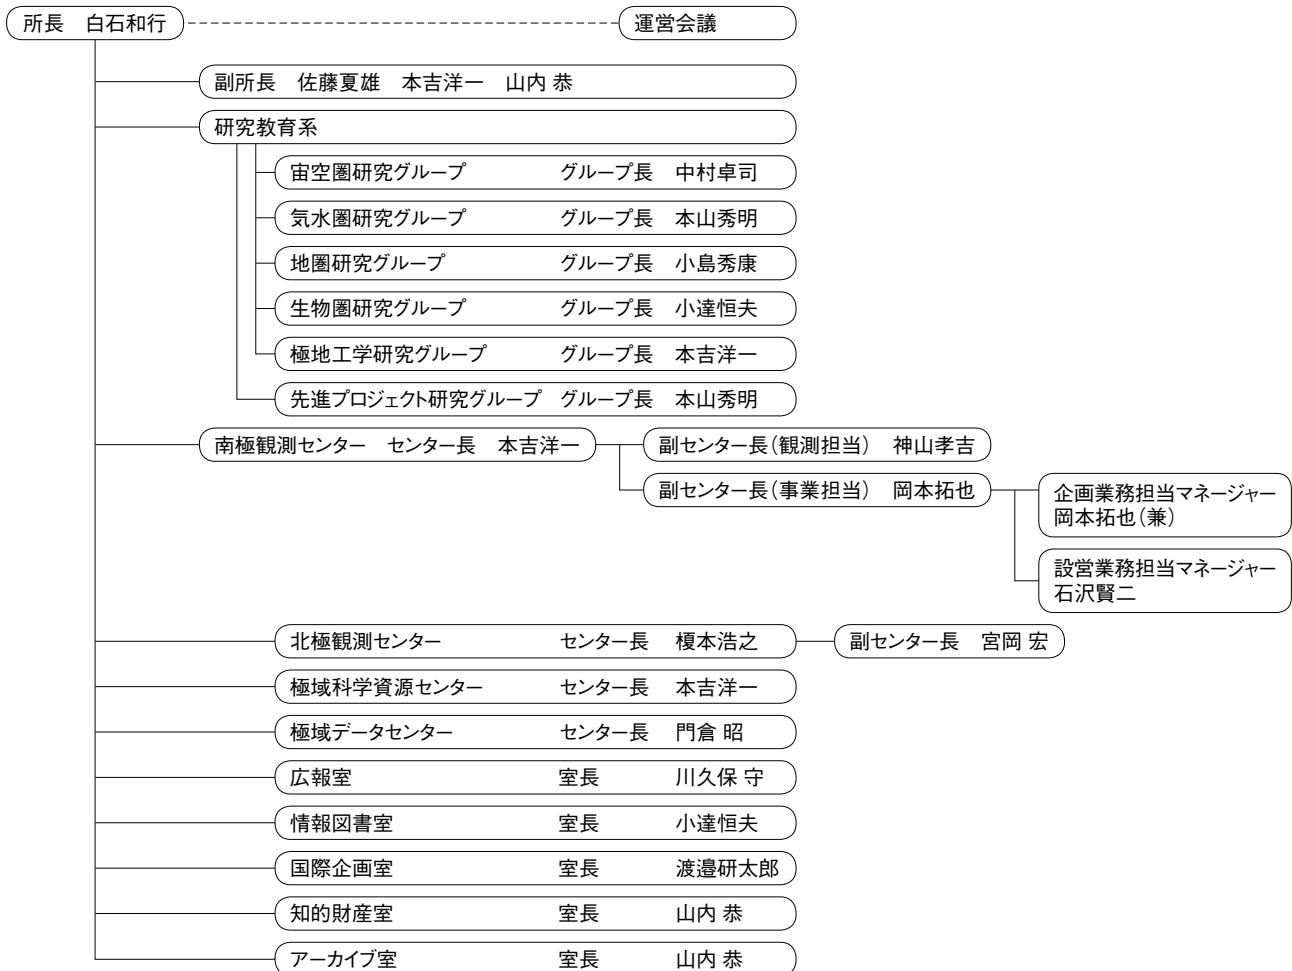 所長　白石和行
運営会議
副所長　佐藤夏雄　本吉洋一　山内 恭
研究教育系
宙空圏研究グループ　グループ長　中村卓司
気水圏研究グループ　グループ長　本山秀明
地圏研究グループ　グループ長　小島秀康
生物圏研究グループ　グループ長　小達恒夫
極地工学研究グループ　グループ長　本吉洋一
先進プロジェクト研究グループ　グループ長　本山秀明
南極観測センター　センター長　本吉洋一
副センター長（観測担当）　神山孝吉
副センター長（事業担当）　岡本拓也
企画業務担当マネージャー
岡本拓也（兼）
設営業務担当マネージャー
石沢賢二
北極観測センター　センター長　榎本浩之
副センター長　宮岡 宏
極域科学資源センター　センター長　本吉洋一
極域データセンター　センター長　門倉 昭
広報室　室長　川久保 守
情報図書室　室長　小達恒夫
国際企画室　室長　渡邉研太郎
知的財産室　室長　山内 恭
アーカイブ室　室長　山内 恭